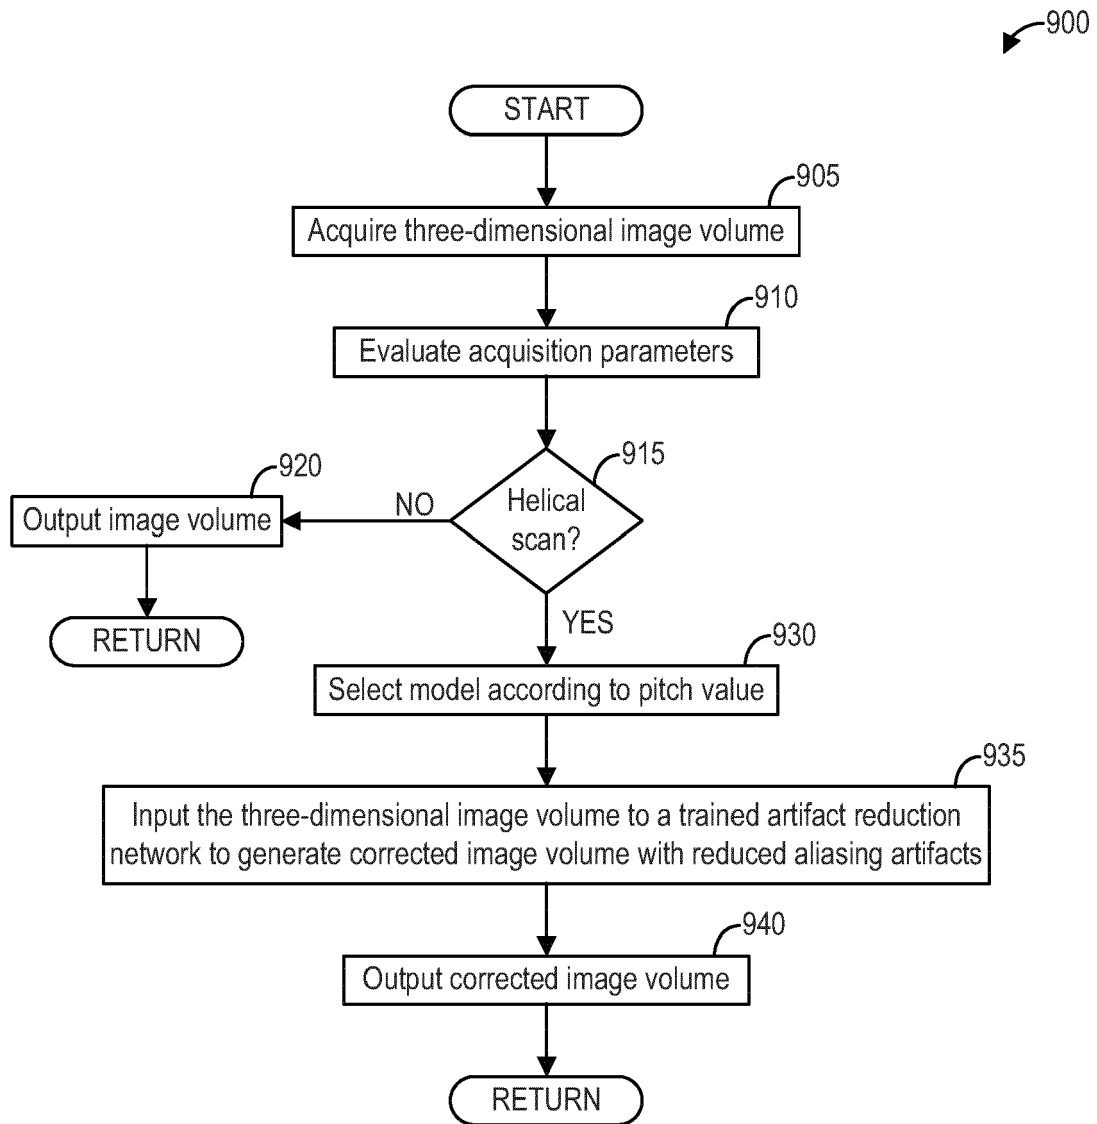 900
START
905
Acquire three-dimensional image volume
910
Evaluate acquisition parameters
915
Helical
scan?
NO
920
Output image volume
RETURN
YES
930
Select model according to pitch value
935
Input the three-dimensional image volume to a trained artifact reduction
network to generate corrected image volume with reduced aliasing artifacts
940
Output corrected image volume
RETURN